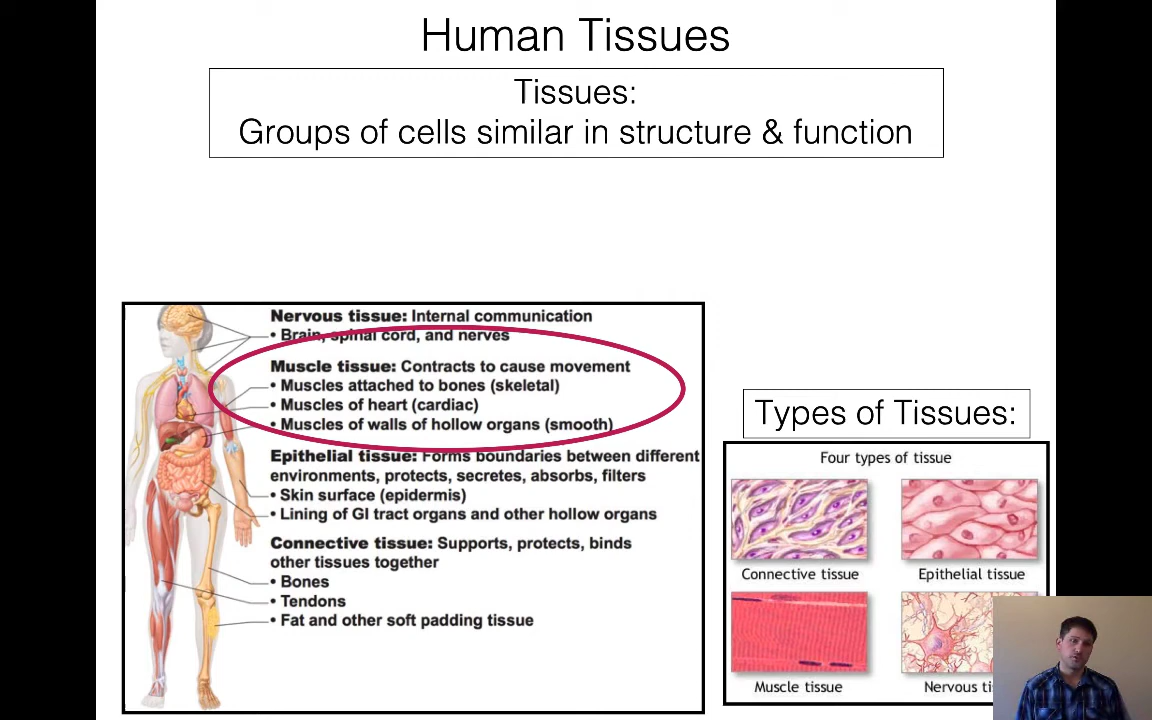 Human Tissues
Tissues:
Groups of cells similar in structure & function
Nervous tissue: Internal communication
• Brain, spinal cord, and nerves
Muscle tissue: Contracts to cause movement
• Muscles attached to bones (skeletal)
• Muscles of heart (cardiac)
• Muscles of walls of hollow organs (smooth)
Epithelial tissue: Forms boundaries between different
environments, protects, secretes, absorbs, filters
• Skin surface (epidermis)
• Lining of GI tract organs and other hollow organs
Connective tissue: Supports, protects, binds
other tissues together
• Bones
• Tendons
• Fat and other soft padding tissue
Types of Tissues:
Four types of tissue
Connective tissue
Epithelial tissue
Muscle tissue
Nervous